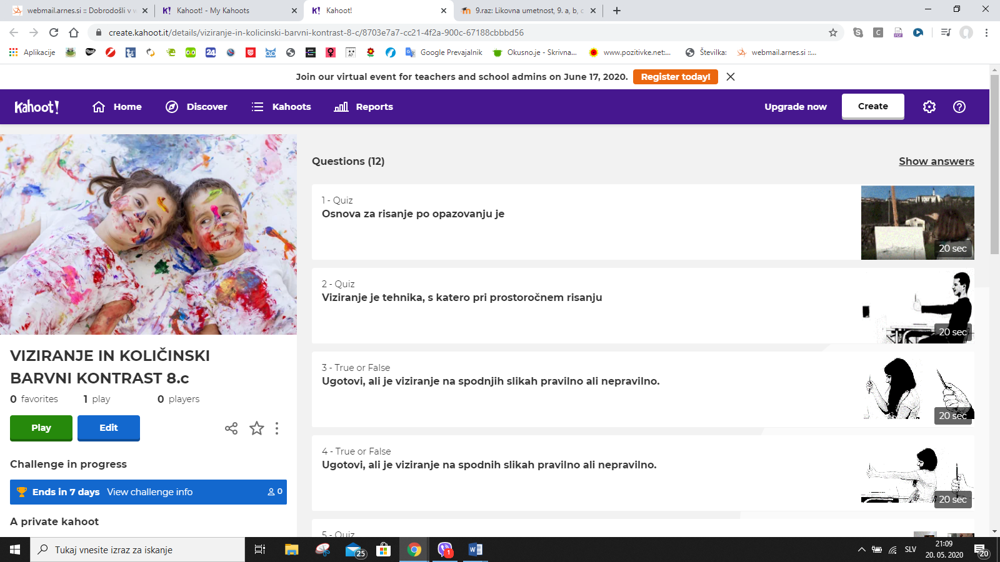 webmail.arnes.si :: Dobrodošli v w
Kahoot! - My Kahoots
Kahoot!
9.raz: Likovna umetnost, 9. a, b, c
create.kahoot.it/details/viziranje-in-kolicinski-barvni-kontrast-8-c/8703e7a7-cc21-4f2a-900c-67188cbbbd56
Aplikacije
Google Prevajalnik
Okusno.je - Skrivna...
www.pozitivke.net:...
Številka:
webmail.arnes.si ::...
Join our virtual event for teachers and school admins on June 17, 2020. Register today!
Kahoot! Home Discover Kahoots Reports Upgrade now Create
Questions (12) Show answers
1 - Quiz
Osnova za risanje po opazovanju je
20 sec
2 - Quiz
Viziranje je tehnika, s katero pri prostoročnem risanju
20 sec
3 - True or False
Ugotovi, ali je viziranje na spodnjih slikah pravilno ali nepravilno.
20 sec
4 - True or False
Ugotovi, ali je viziranje na spodnih slikah pravilno ali nepravilno.
20 sec
5 - Quiz
VIZIRANJE IN KOLIČINSKI
BARVNI KONTRAST 8.c
0 favorites 1 play 0 players
Play Edit
Challenge in progress
Ends in 7 days View challenge info 0
A private kahoot
Tukaj vnesite izraz za iskanje
25
1
SLV
21:09
20. 05. 2020
20